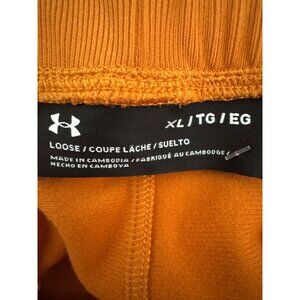 XL / TG / EG
LOOSE / COUPE LÂCHE / SUELTO
MADE IN CAMBODIA / FABRIQUÉ AU CAMBODGE /
HECHO EN CAMBOYA